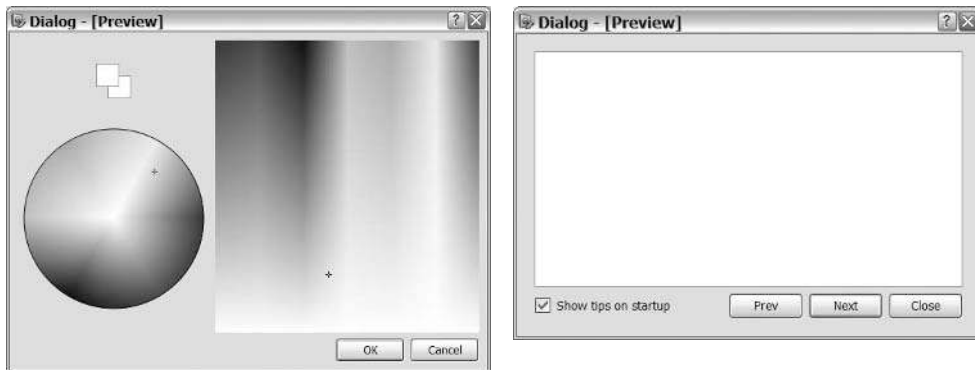 Dialog - [Preview]
OK
Cancel
Dialog - [Preview]
Show tips on startup
Prev
Next
Close